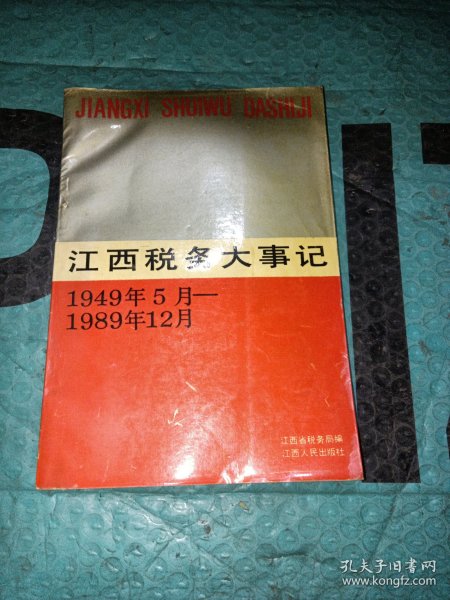 JIANGXI SHUIWU DASHIJI
江西税务大事记
1949年5月—
1989年12月
江西省税务局编
江西人民出版社
孔夫子旧书网
www.kongfz.com